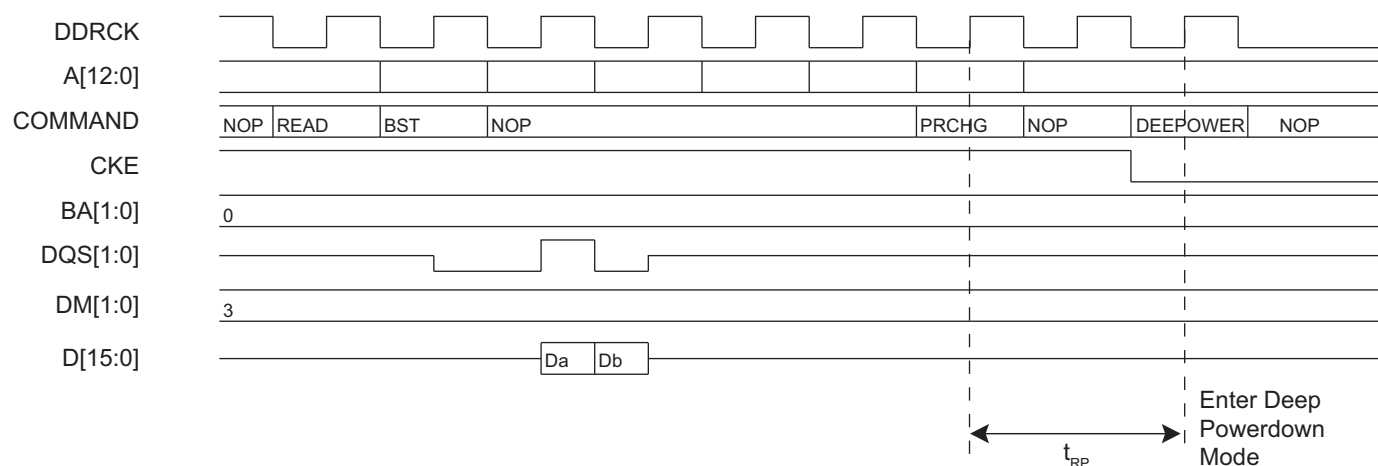 DDRCK
A[12:0]
COMMAND NOP READ BST NOP PRCHG NOP DEEPOWER NOP
CKE
BA[1:0] 0
DQS[1:0]
DM[1:0] 3
D[15:0] Da Db
tRP
Enter Deep
Powerdown
Mode